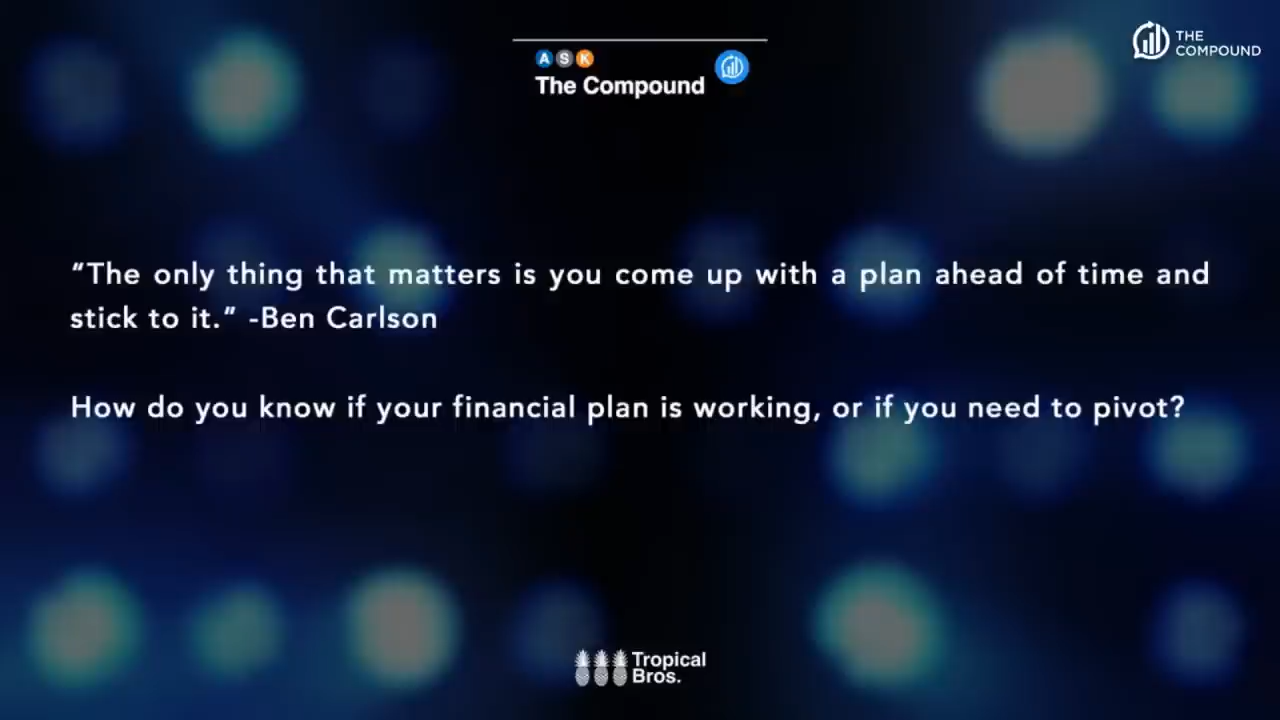 ASK
The Compound
THE
COMPOUND
“The only thing that matters is you come up with a plan ahead of time and
stick to it.” -Ben Carlson
How do you know if your financial plan is working, or if you need to pivot?
Tropical
Bros.